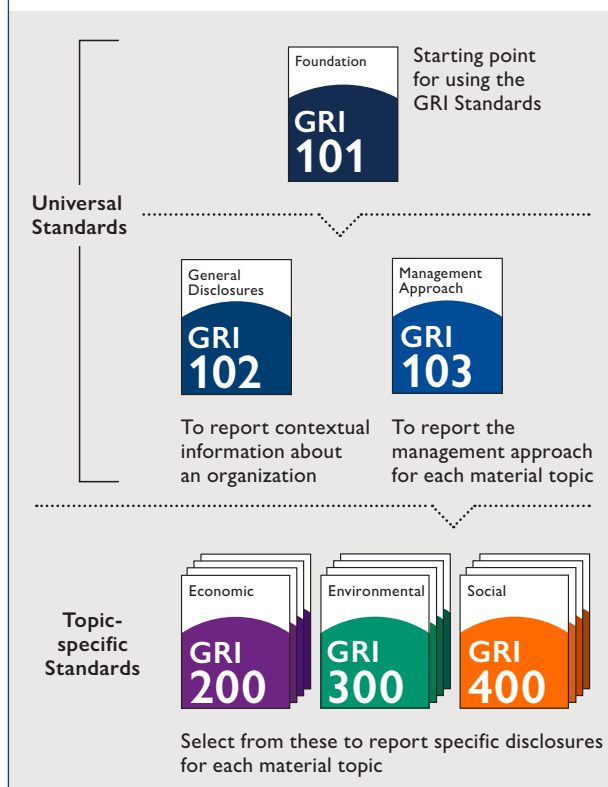 Foundation
GRI
101
Starting point
for using the
GRI Standards
Universal
Standards
General
Disclosures
GRI
102
Management
Approach
GRI
103
To report contextual
information about
an organization
To report the
management approach
for each material topic
Topic-
specific
Standards
Economic
GRI
200
Environmental
GRI
300
Social
GRI
400
Select from these to report specific disclosures
for each material topic